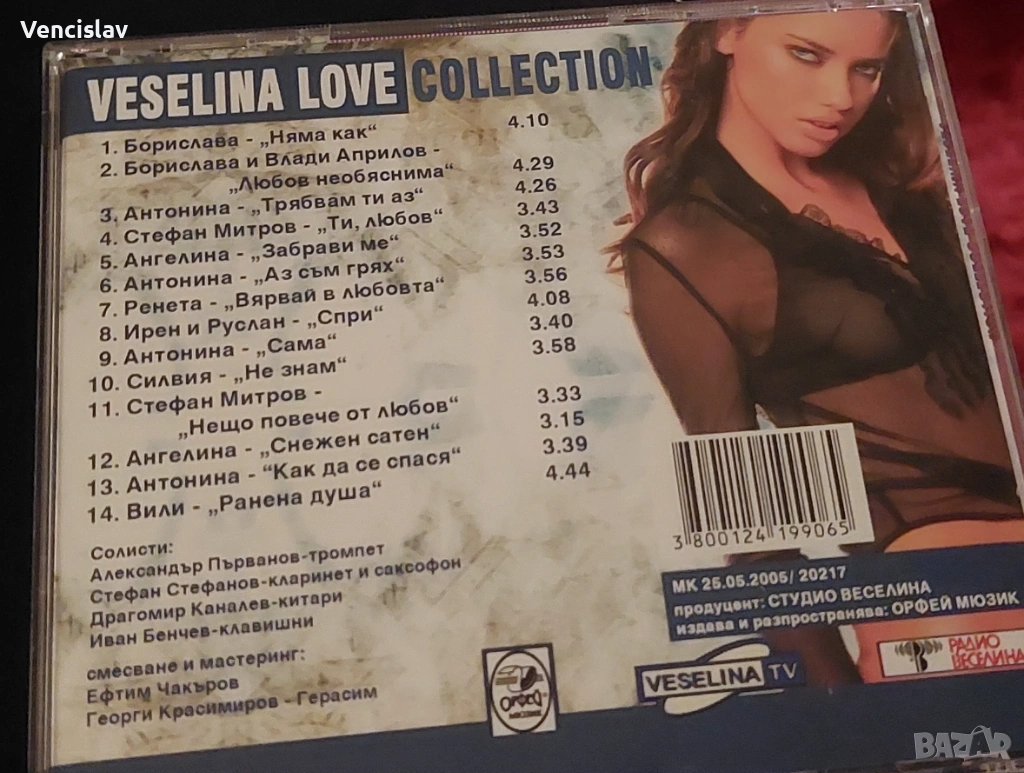 Vencislav
VESELINA LOVE COLLECTION
1. Борислава - „Няма как“ 4.10
2. Борислава и Влади Априлов -
„Любов необяснима“ 4.29
3. Антонина - „Трябвам ти аз“ 4.26
4. Стефан Митров - „Ти, любов“ 3.43
5. Ангелина - „Забрави ме“ 3.52
6. Антонина - „Аз съм грях“ 3.53
7. Ренета - „Вярвай в любовта“ 3.56
8. Ирен и Руслан - „Спри“ 4.08
9. Антонина - „Сама“ 3.40
10. Силвия - „Не знам“ 3.58
11. Стефан Митров -
„Нещо повече от любов“ 3.33
12. Ангелина - „Снежен сатен“ 3.15
13. Антонина - “Как да се спася“ 3.39
14. Вили - „Ранена душа“ 4.44
Солисти:
Александър Първанов-тромпет
Стефан Стефанов-кларинет и саксофон
Драгомир Каналев-китари
Иван Бенчев-клавишни
смесване и мастеринг:
Ефтим Чакъров
Георги Красимиров - Герасим
3 800124 199065
МК 25.05.2005/ 20217
продуцент: СТУДИО ВЕСЕЛИНА
издава и разпространява: ОРФЕЙ МЮЗИК
VESELINA TV
РАДИО
ВЕСЕЛИНА
BAZAR